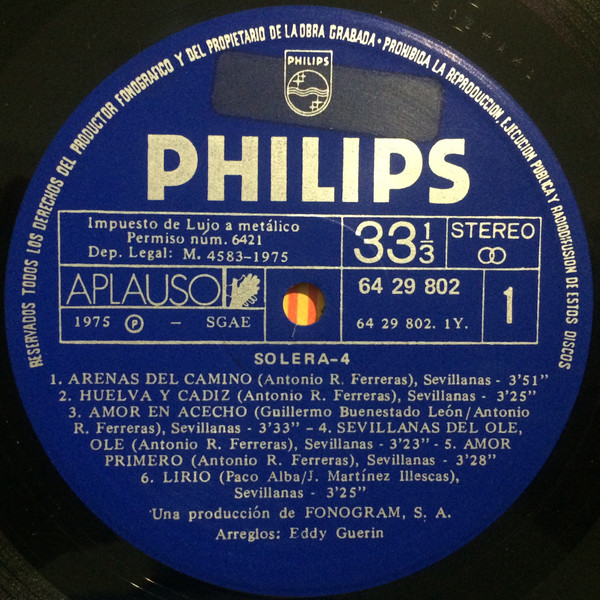 RESERVADOS TODOS LOS DERECHOS DEL PRODUCTOR FONOGRAFICO Y DEL PROPIETARIO DE LA OBRA GRABADA · PROHIBIDA LA REPRODUCCION, EJECUCION PUBLICA Y RADIODIFUSION DE ESTOS DISCOS
PHILIPS
PHILIPS
Impuesto de Lujo a metálico
Permiso núm. 6421
Dep. Legal: M. 4583-1975
33 1/3
STEREO
APLAUSO
1975 Ⓟ - SGAE
64 29 802
64 29 802. 1Y.
1
SOLERA-4
1. ARENAS DEL CAMINO (Antonio R. Ferreras), Sevillanas - 3'51"
2. HUELVA Y CADIZ (Antonio R. Ferreras), Sevillanas - 3'25"
3. AMOR EN ACECHO (Guillermo Buenestado León/Antonio
R. Ferreras), Sevillanas - 3'33" - 4. SEVILLANAS DEL OLE,
OLE (Antonio R. Ferreras), Sevillanas - 3'23" - 5. AMOR
PRIMERO (Antonio R. Ferreras), Sevillanas - 3'28"
6. LIRIO (Paco Alba/J. Martínez Illescas),
Sevillanas - 3'25"
Una producción de FONOGRAM, S. A.
Arreglos: Eddy Guerin